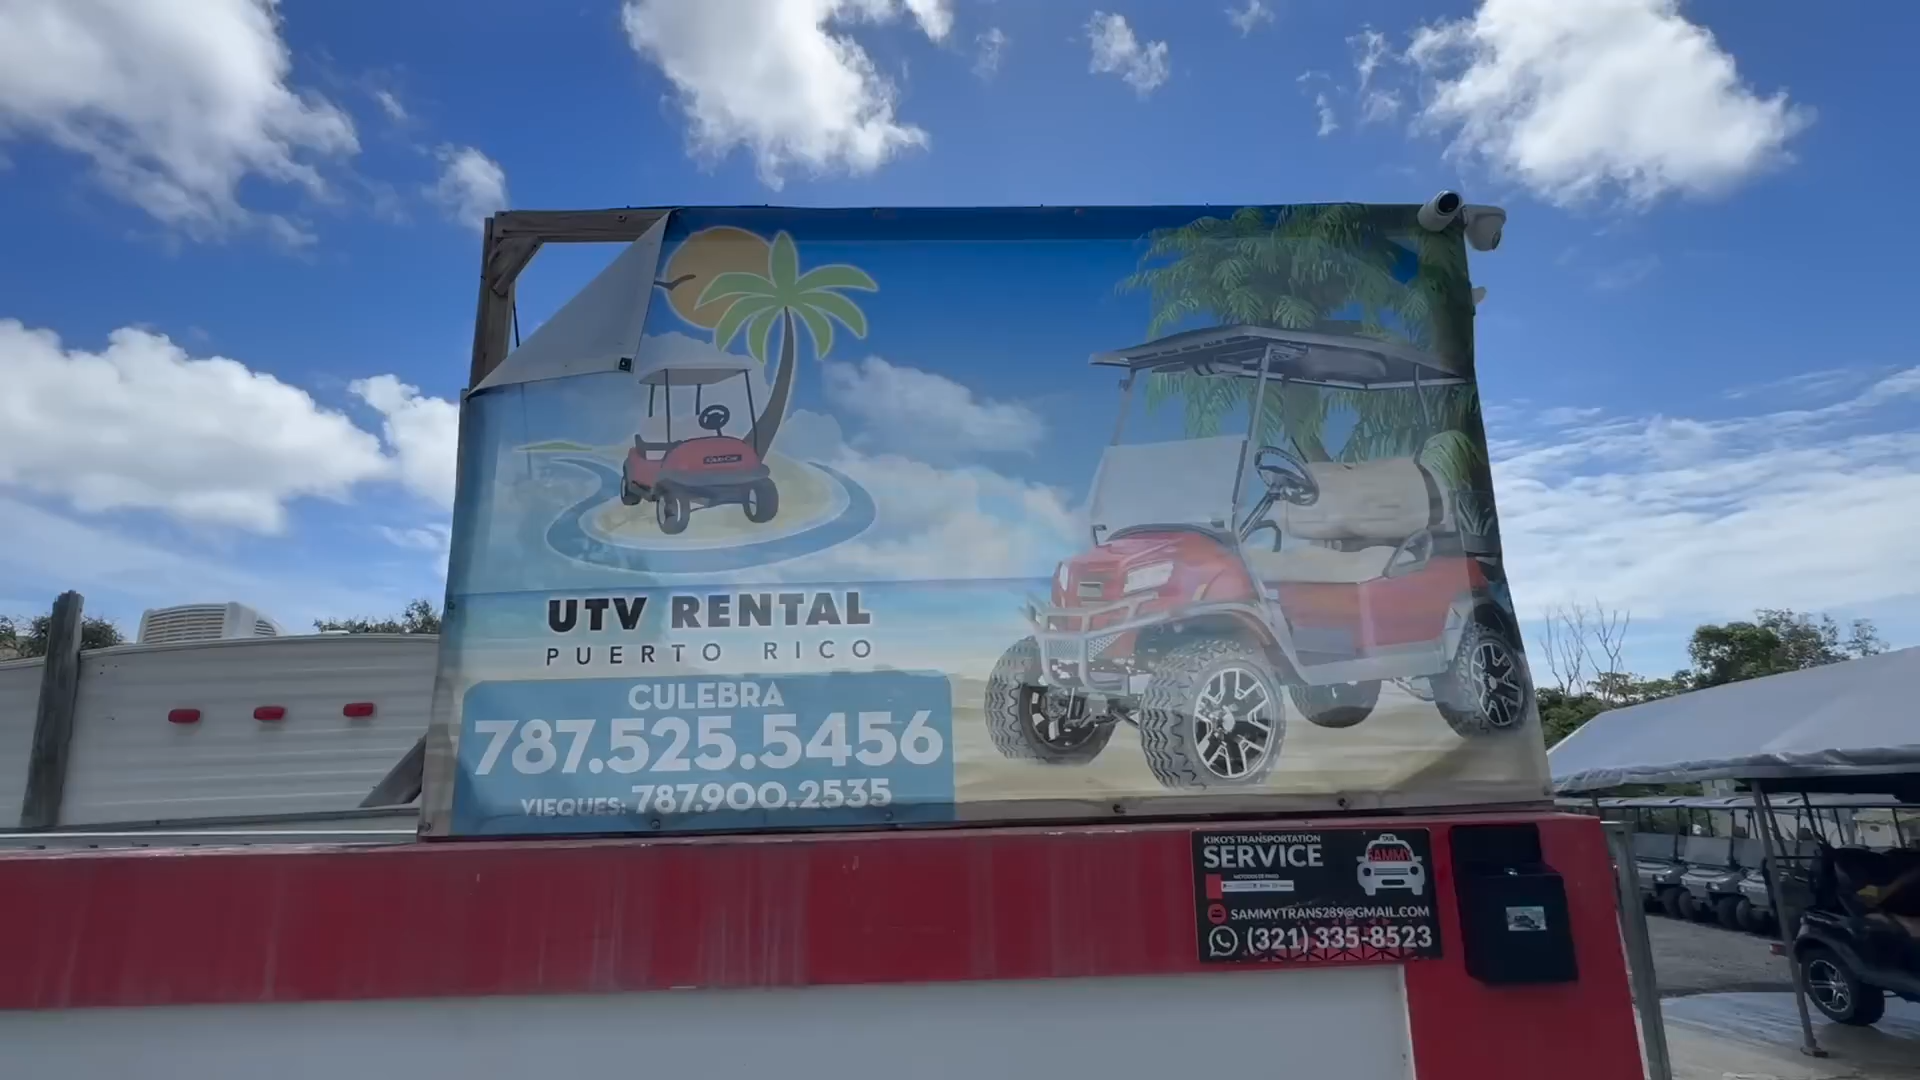 UTV RENTAL
PUERTO RICO
CULEBRA
787.525.5456
VIEQUES: 787.900.2535
KIKO'S TRANSPORTATION
SERVICE
TAXI
SAMMY
SAMMYTRANS289@GMAIL.COM
(321) 335-8523